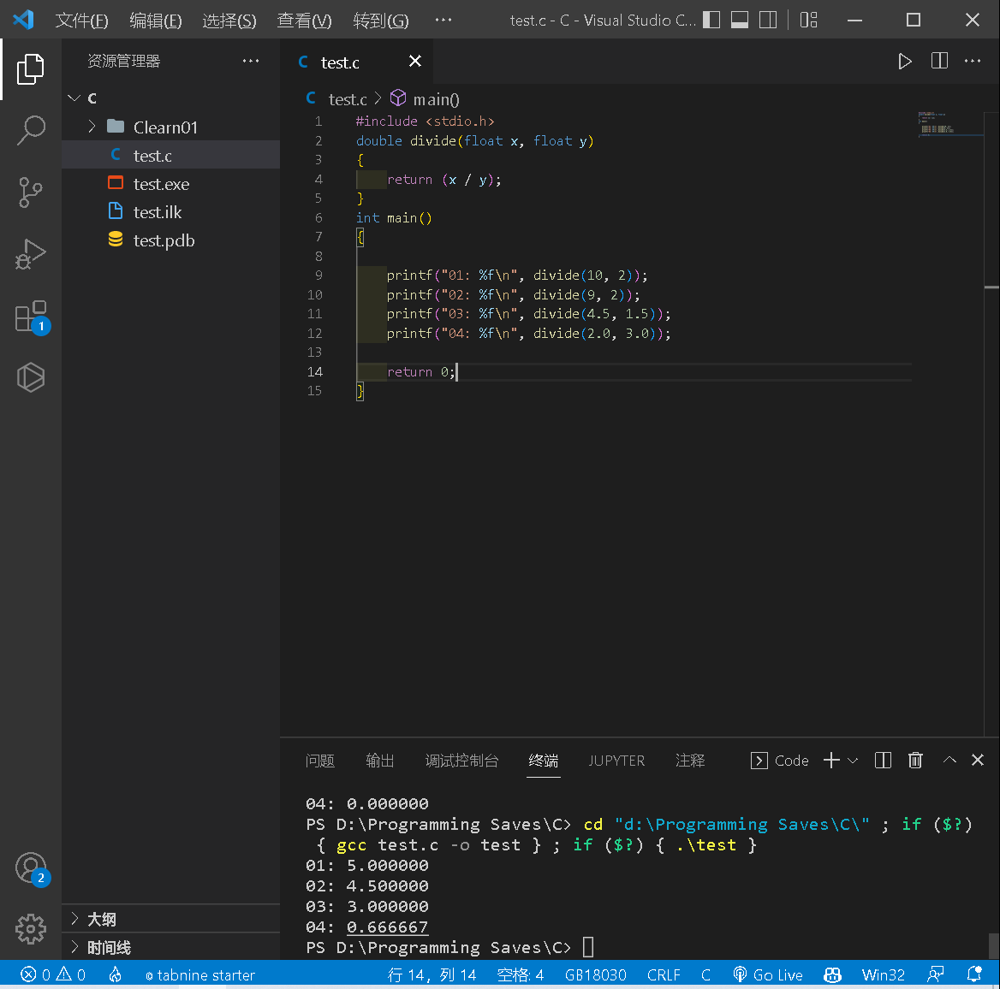 文件(F) 编辑(E) 选择(S) 查看(V) 转到(G) ··· test.c - C - Visual Studio C...
资源管理器 ···
C
Clearn01
test.c
test.exe
test.ilk
test.pdb
大纲
时间线
1
2
C test.c
C test.c > main()
1 #include <stdio.h>
2 double divide(float x, float y)
3 {
4 return (x / y);
5 }
6 int main()
7 {
8
9 printf("01: %f\n", divide(10, 2));
10 printf("02: %f\n", divide(9, 2));
11 printf("03: %f\n", divide(4.5, 1.5));
12 printf("04: %f\n", divide(2.0, 3.0));
13
14 return 0;
15 }
问题 输出 调试控制台 终端 JUPYTER 注释 Code
04: 0.000000
PS D:\Programming Saves\C> cd "d:\Programming Saves\C\" ; if ($?)
{ gcc test.c -o test } ; if ($?) { .\test }
01: 5.000000
02: 4.500000
03: 3.000000
04: 0.666667
PS D:\Programming Saves\C>
0 0 tabnine starter 行 14，列 14 空格: 4 GB18030 CRLF C Go Live Win32